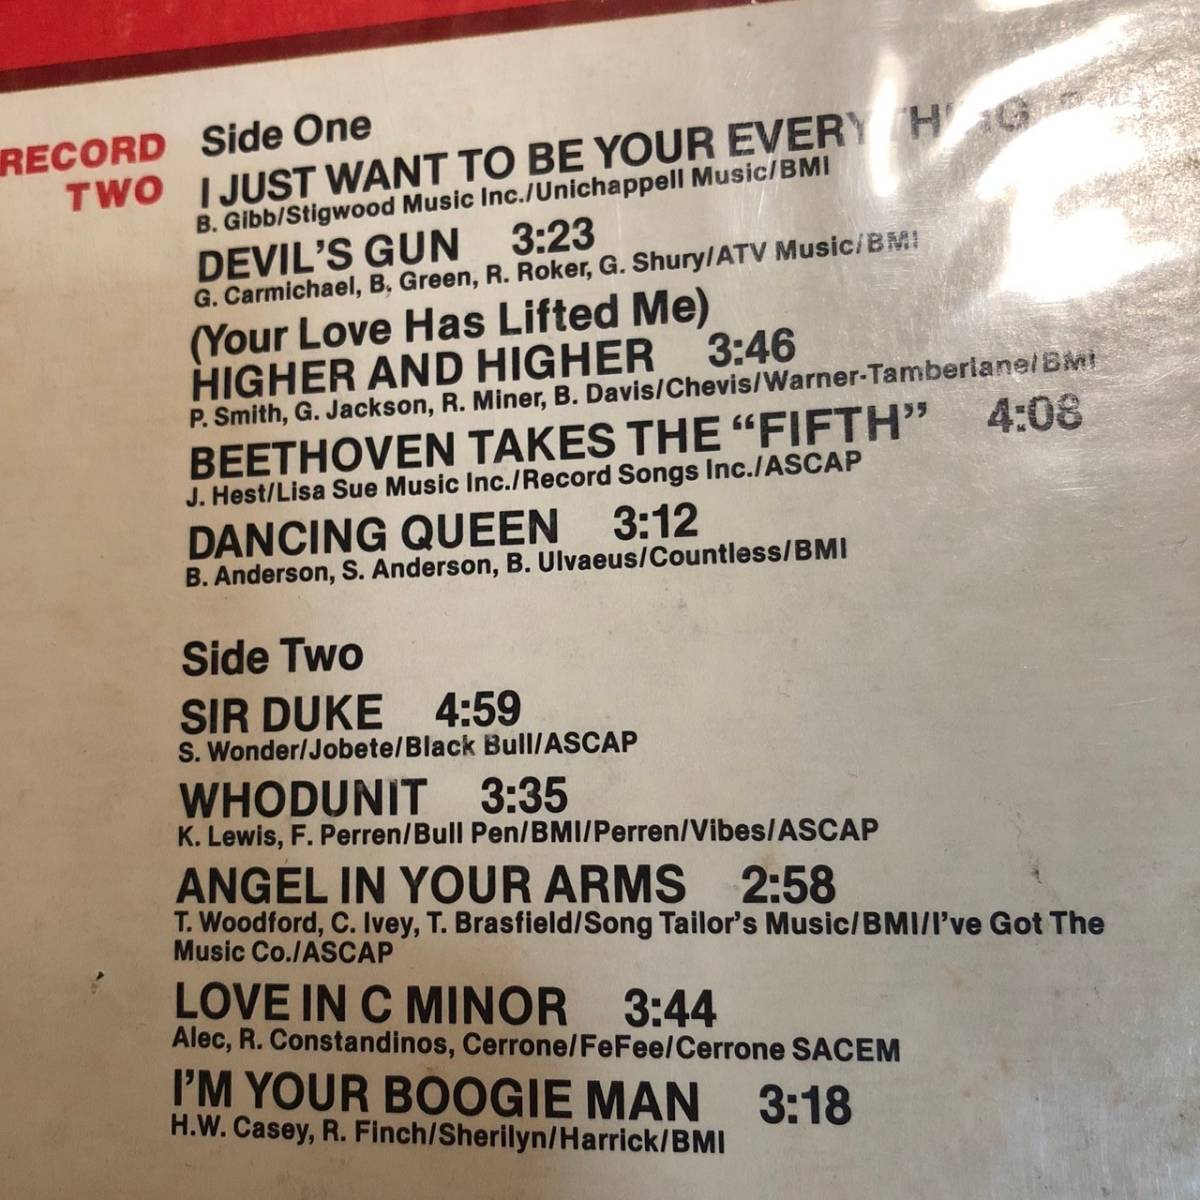 RECORD
TWO
Side One
I JUST WANT TO BE YOUR EVERYTHING
B. Gibb/Stigwood Music Inc./Unichappell Music/BMI
DEVIL'S GUN 3:23
G. Carmichael, B. Green, R. Roker, G. Shury/ATV Music/BMI
(Your Love Has Lifted Me)
HIGHER AND HIGHER 3:46
P. Smith, G. Jackson, R. Miner, B. Davis/Chevis/Warner-Tamberlane/BMI
BEETHOVEN TAKES THE “FIFTH” 4:08
J. Hest/Lisa Sue Music Inc./Record Songs Inc./ASCAP
DANCING QUEEN 3:12
B. Anderson, S. Anderson, B. Ulvaeus/Countless/BMI
Side Two
SIR DUKE 4:59
S. Wonder/Jobete/Black Bull/ASCAP
WHODUNIT 3:35
K. Lewis, F. Perren/Bull Pen/BMI/Perren/Vibes/ASCAP
ANGEL IN YOUR ARMS 2:58
T. Woodford, C. Ivey, T. Brasfield/Song Tailor's Music/BMI/I've Got The
Music Co./ASCAP
LOVE IN C MINOR 3:44
Alec, R. Constandinos, Cerrone/FeFee/Cerrone SACEM
I'M YOUR BOOGIE MAN 3:18
H.W. Casey, R. Finch/Sherilyn/Harrick/BMI